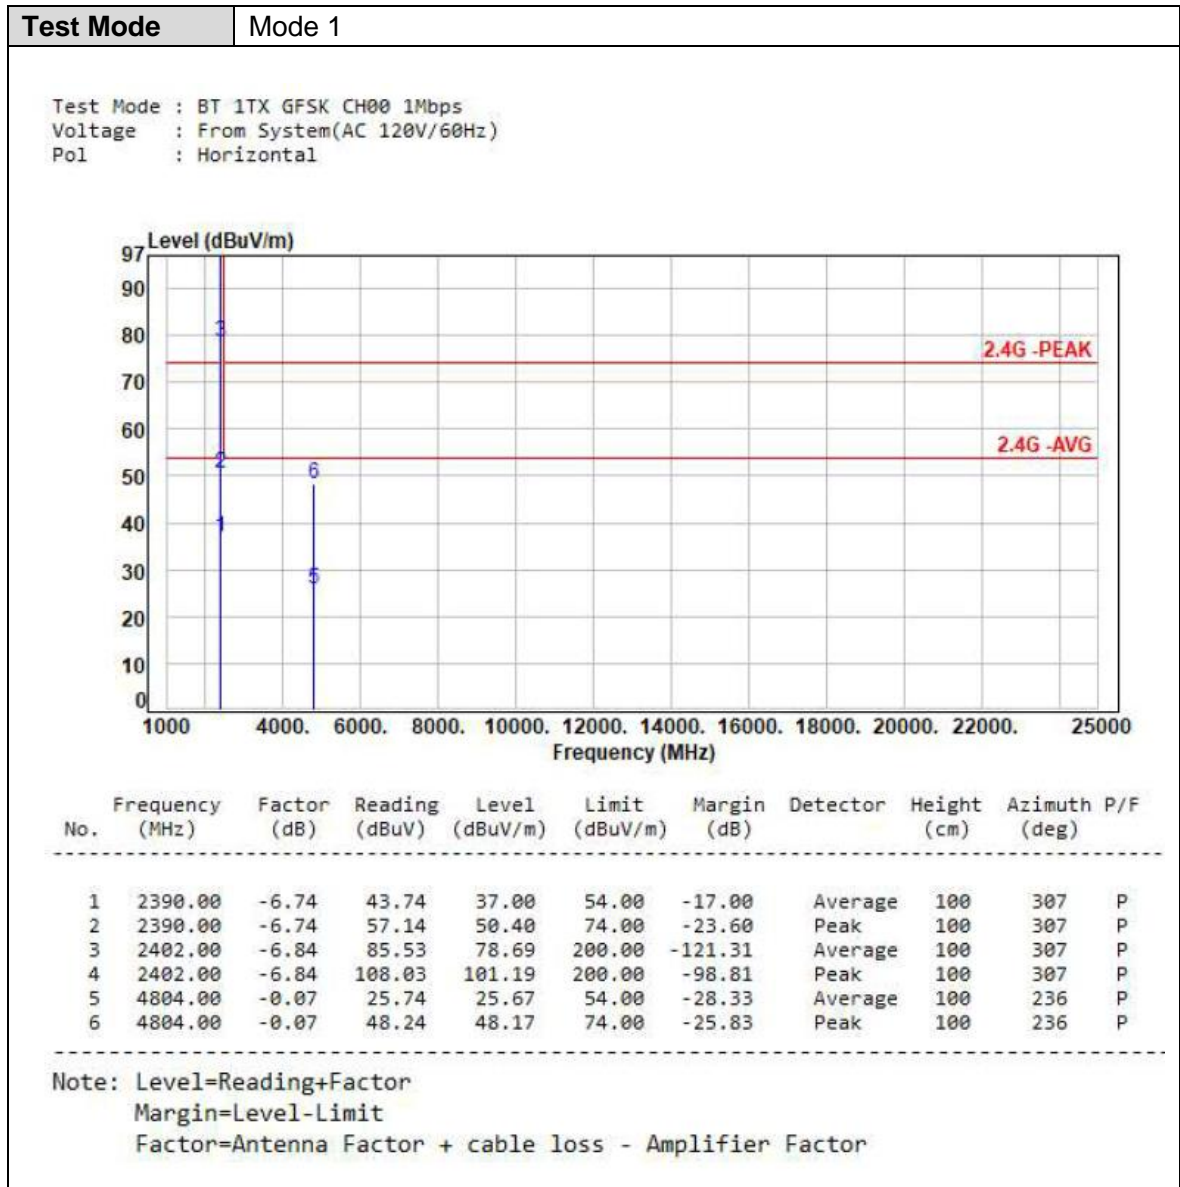 Test Mode Mode 1
Test Mode : BT 1TX GFSK CH00 1Mbps
Voltage : From System(AC 120V/60Hz)
Pol : Horizontal
Level (dBuV/m)
97
90
80
70
60
50
40
30
20
10
0
3
2
1
6
5
2.4G -PEAK
2.4G -AVG
1000 4000. 6000. 8000. 10000. 12000. 14000. 16000. 18000. 20000. 22000. 25000
Frequency (MHz)
Frequency Factor Reading Level Limit Margin Detector Height Azimuth P/F
No. (MHz) (dB) (dBuV) (dBuV/m) (dBuV/m) (dB) (cm) (deg)
1 2390.00 -6.74 43.74 37.00 54.00 -17.00 Average 100 307 P
2 2390.00 -6.74 57.14 50.40 74.00 -23.60 Peak 100 307 P
3 2402.00 -6.84 85.53 78.69 200.00 -121.31 Average 100 307 P
4 2402.00 -6.84 108.03 101.19 200.00 -98.81 Peak 100 307 P
5 4804.00 -0.07 25.74 25.67 54.00 -28.33 Average 100 236 P
6 4804.00 -0.07 48.24 48.17 74.00 -25.83 Peak 100 236 P
Note: Level=Reading+Factor
Margin=Level-Limit
Factor=Antenna Factor + cable loss - Amplifier Factor